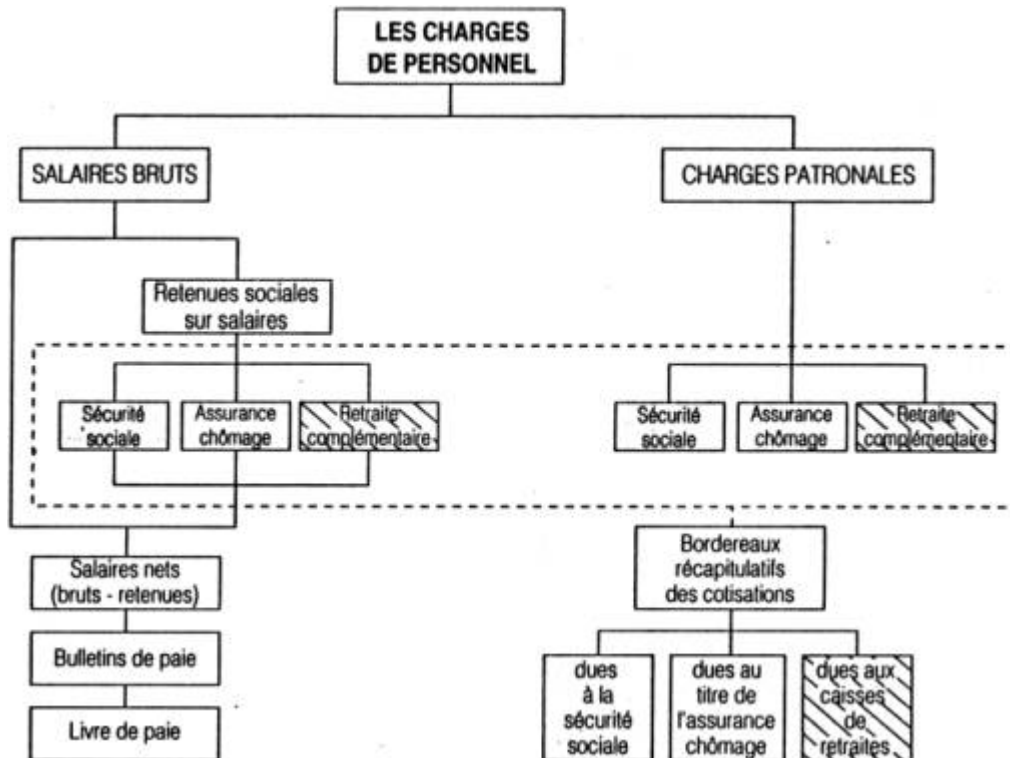 LES CHARGES
DE PERSONNEL
SALAIRES BRUTS
CHARGES PATRONALES
Retenues sociales
sur salaires
Sécurité
sociale
Assurance
chômage
Retraite
complémentaire
Sécurité
sociale
Assurance
chômage
Retraite
complémentaire
Salaires nets
(bruts - retenues)
Bulletins de paie
Livre de paie
Bordereaux
récapitulatifs
des cotisations
dues
à la
sécurité
sociale
dues au
titre de
l'assurance
chômage
dues aux
caisses
de
retraites